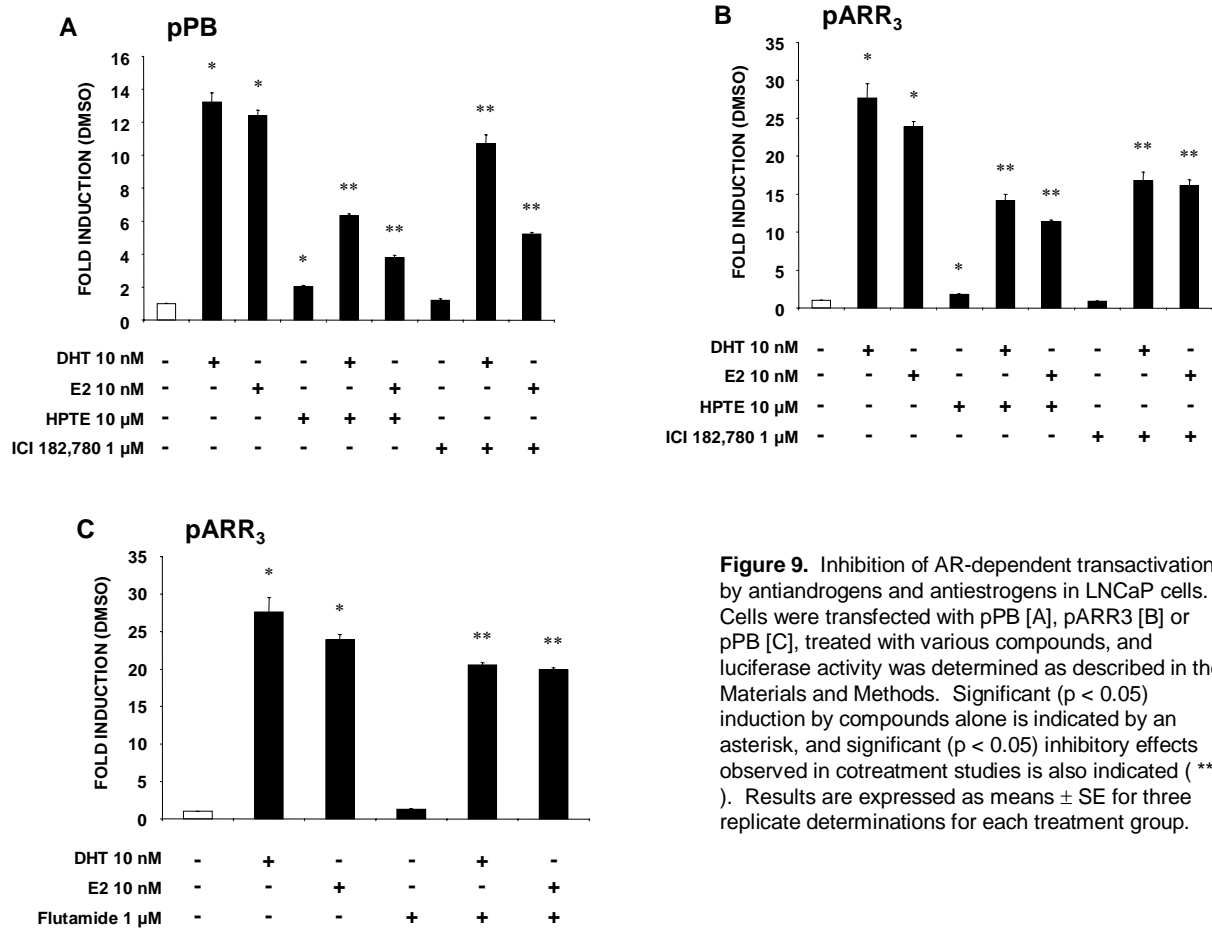 A pPB
FOLD INDUCTION (DMSO)
16
14
12
10
8
6
4
2
0
* * * ** ** ** **
DHT 10 nM - + - - + - - + -
E2 10 nM - - + - - + - - +
HPTE 10 µM - - - + + + - - -
ICI 182,780 1 µM - - - - - - + + +
B pARR3
FOLD INDUCTION (DMSO)
35
30
25
20
15
10
5
0
* * * ** ** ** **
DHT 10 nM - + - - + - - + -
E2 10 nM - - + - - + - - +
HPTE 10 µM - - - + + + - - -
ICI 182,780 1 µM - - - - - - + + +
C pARR3
FOLD INDUCTION (DMSO)
35
30
25
20
15
10
5
0
* * ** **
DHT 10 nM - + - - + -
E2 10 nM - - + - - +
Flutamide 1 µM - - - + + +
Figure 9. Inhibition of AR-dependent transactivation
by antiandrogens and antiestrogens in LNCaP cells.
Cells were transfected with pPB [A], pARR3 [B] or
pPB [C], treated with various compounds, and
luciferase activity was determined as described in the
Materials and Methods. Significant (p < 0.05)
induction by compounds alone is indicated by an
asterisk, and significant (p < 0.05) inhibitory effects
observed in cotreatment studies is also indicated ( **
). Results are expressed as means ± SE for three
replicate determinations for each treatment group.